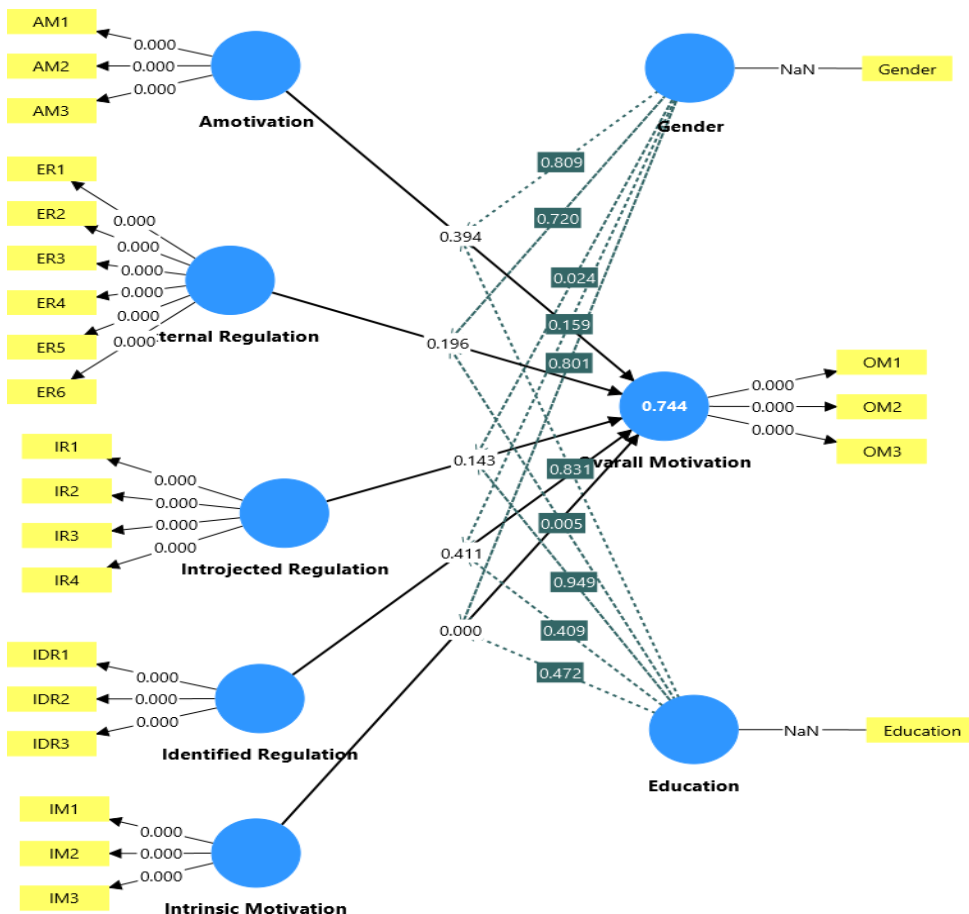 AM1
AM2
AM3
0.000
0.000
0.000
Amotivation
ER1
ER2
ER3
ER4
ER5
ER6
0.000
0.000
0.000
0.000
0.000
0.000
ternal Regulation
IR1
IR2
IR3
IR4
0.000
0.000
0.000
0.000
Introjected Regulation
IDR1
IDR2
IDR3
0.000
0.000
0.000
Identified Regulation
IM1
IM2
IM3
0.000
0.000
0.000
Intrinsic Motivation
0.394
0.196
0.143
0.411
0.000
0.809
0.720
0.024
0.159
0.801
0.831
0.005
0.949
0.409
0.472
Gender
NaN
Gender
0.744
Ovarall Motivation
0.000
0.000
0.000
OM1
OM2
OM3
Education
NaN
Education